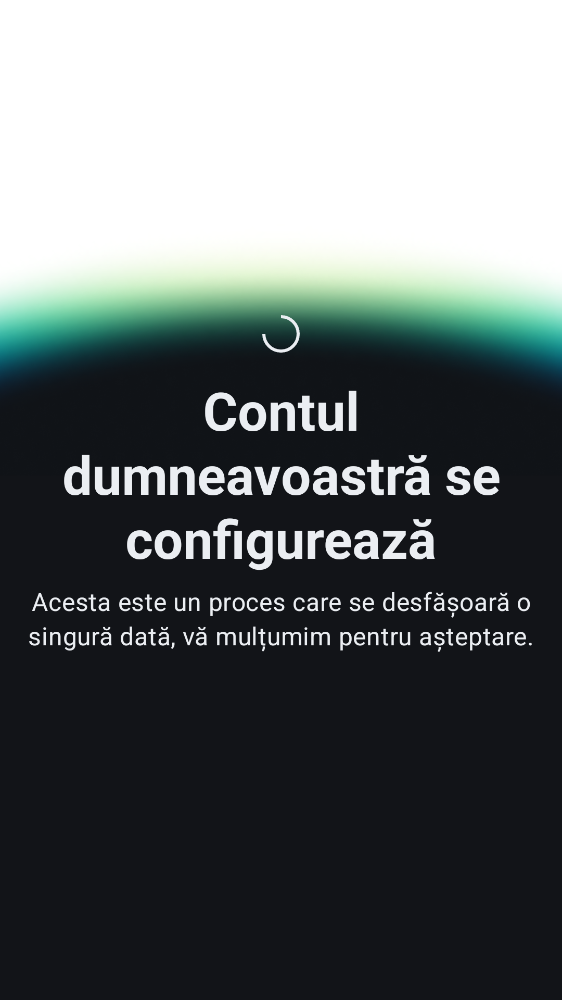 Contul
dumneavoastră se
configurează
Acesta este un proces care se desfășoară o
singură dată, vă mulțumim pentru așteptare.